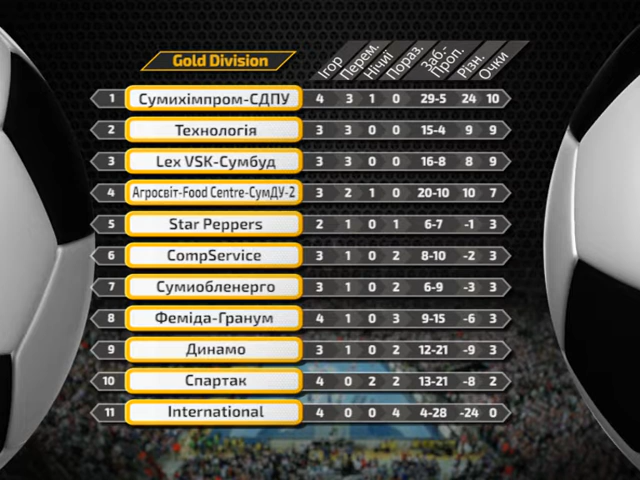 Gold Division
Ігор Перем. Нічиї Пораз. Заб.-Проп. Різн. Очки
1 Сумихімпром-СДПУ 4 3 1 0 29-5 24 10
2 Технологія 3 3 0 0 15-4 9 9
3 Lex VSK-Сумбуд 3 3 0 0 16-8 8 9
4 Агросвіт-Food Centre-СумДУ-2 3 2 1 0 20-10 10 7
5 Star Peppers 2 1 0 1 6-7 -1 3
6 CompService 3 1 0 2 8-10 -2 3
7 Сумиобленерго 3 1 0 2 6-9 -3 3
8 Феміда-Гранум 4 1 0 3 9-15 -6 3
9 Динамо 3 1 0 2 12-21 -9 3
10 Спартак 4 0 2 2 13-21 -8 2
11 International 4 0 0 4 4-28 -24 0